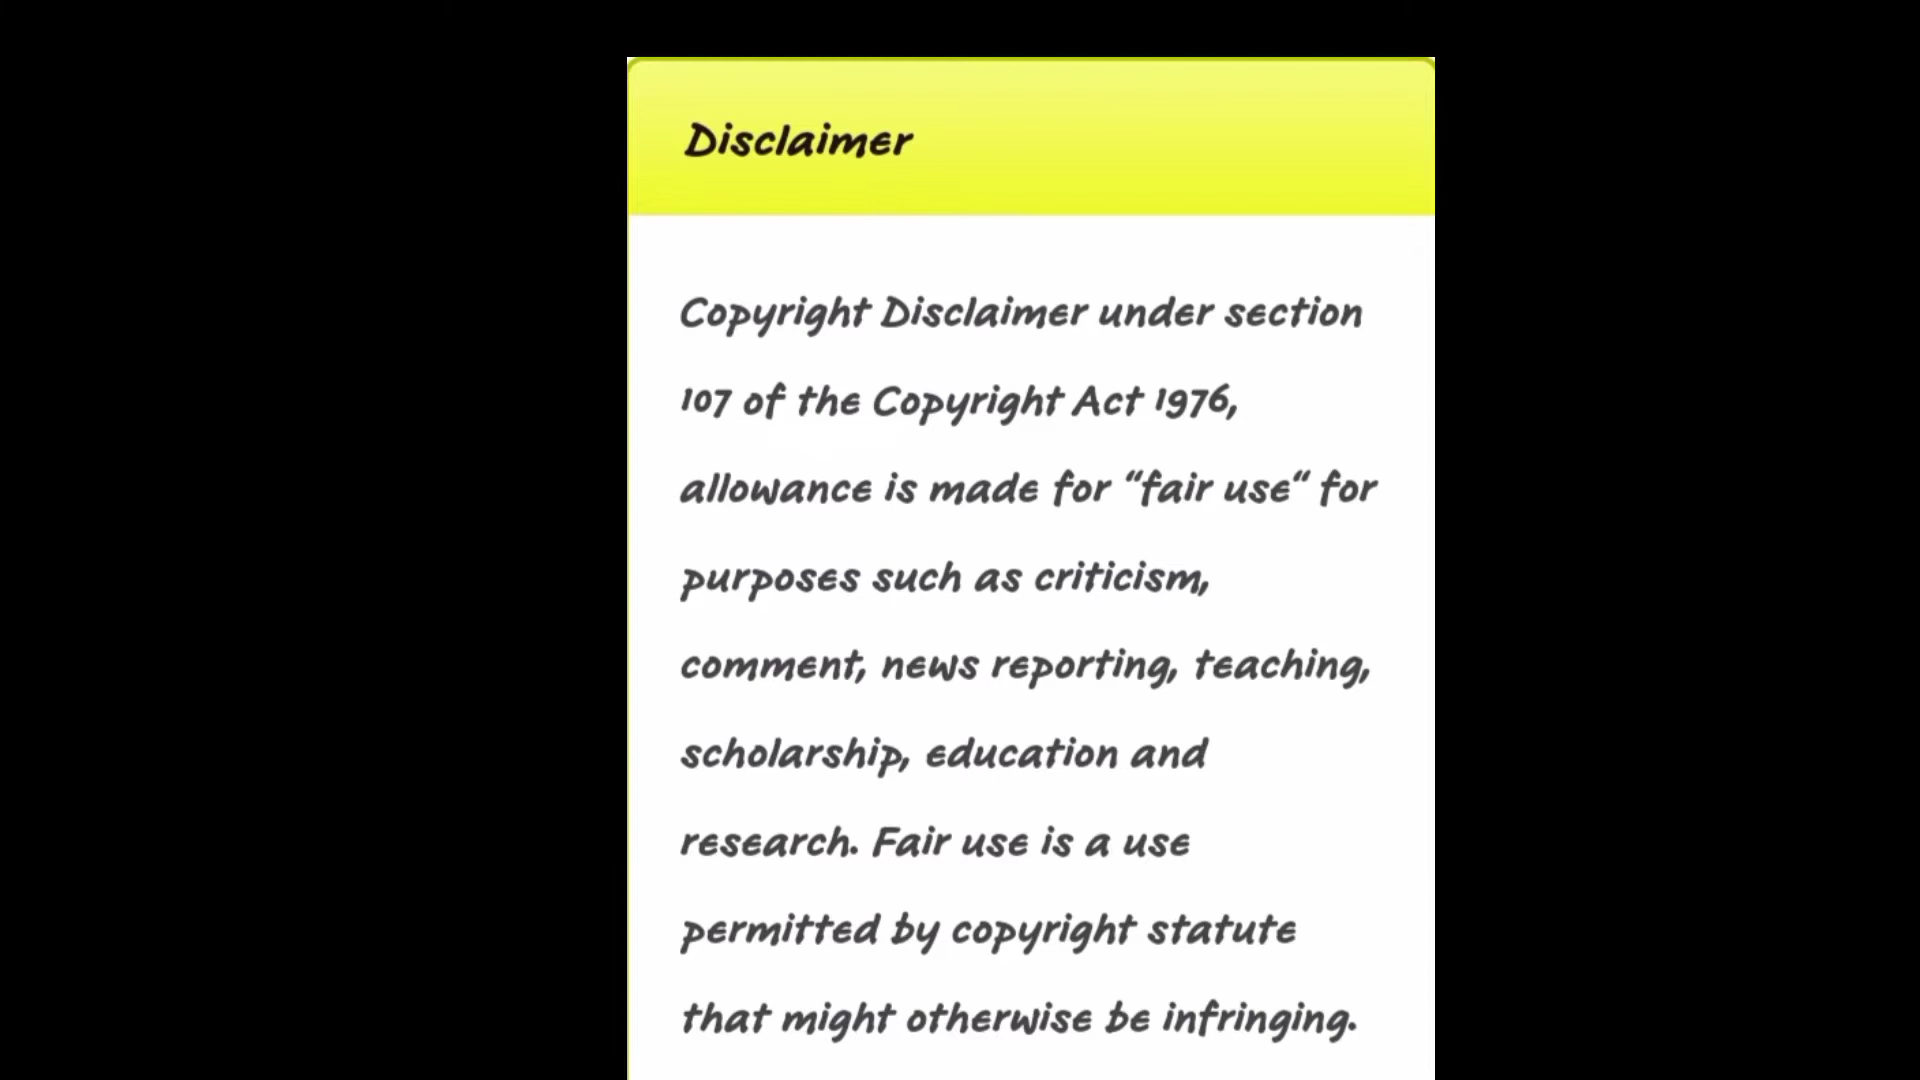 Disclaimer
Copyright Disclaimer under section
107 of the Copyright Act 1976,
allowance is made for “fair use“ for
purposes such as criticism,
comment, news reporting, teaching,
scholarship, education and
research. Fair use is a use
permitted by copyright statute
that might otherwise be infringing.